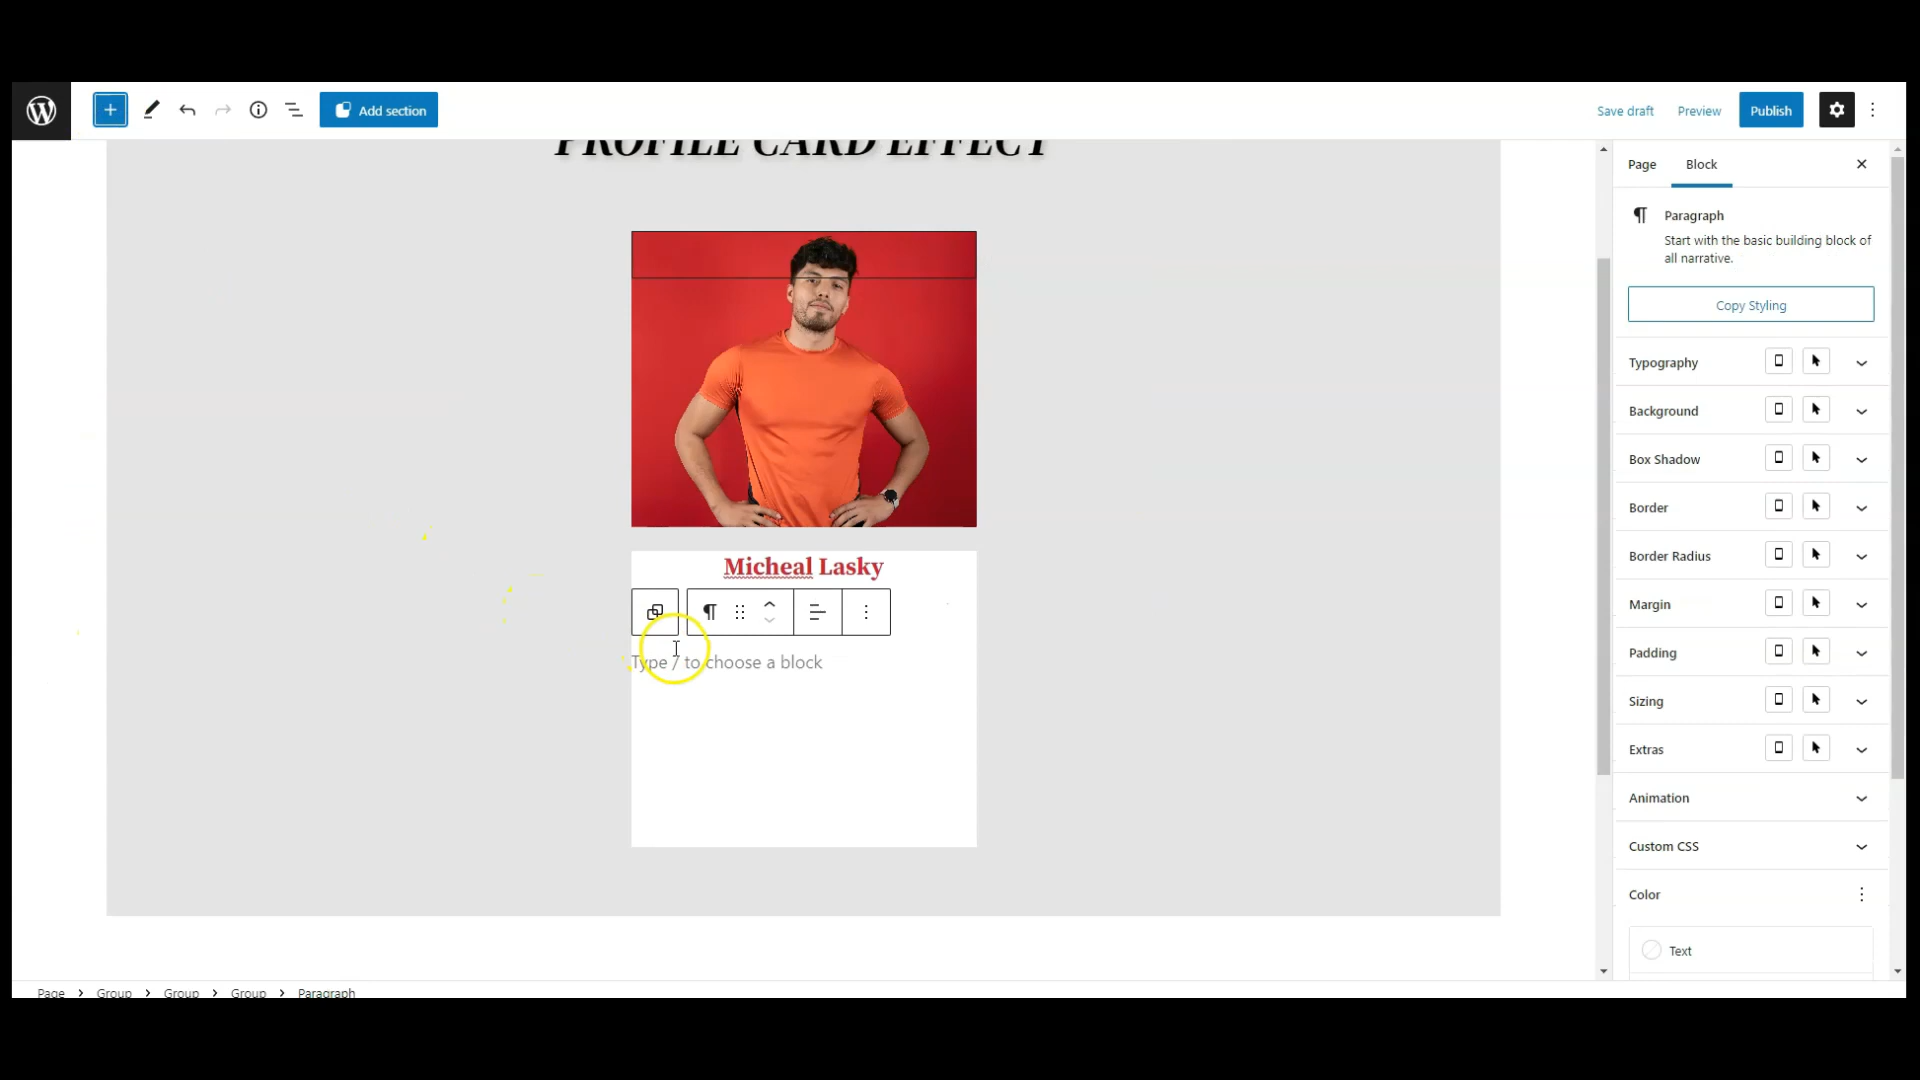 Add section
Save draft
Preview
Publish
PROFILE CARD EFFECT
Page
Block
Paragraph
Start with the basic building block of
all narrative.
Copy Styling
Typography
Background
Box Shadow
Border
Border Radius
Margin
Padding
Sizing
Extras
Animation
Custom CSS
Color
Text
Micheal Lasky
Type / to choose a block
Page > Group > Group > Group > Paragraph